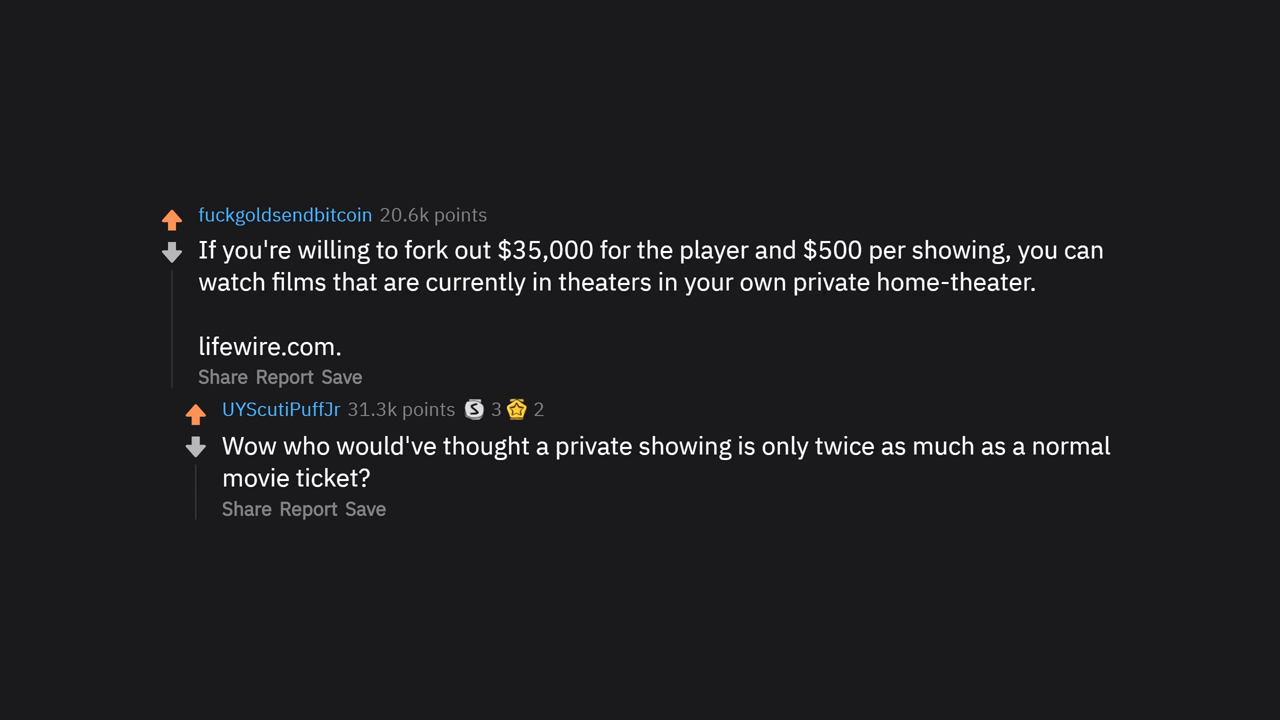 fuckgoldsendbitcoin 20.6k points
If you're willing to fork out $35,000 for the player and $500 per showing, you can
watch films that are currently in theaters in your own private home-theater.
lifewire.com.
Share Report Save
UYScutiPuffJr 31.3k points S 3 2
Wow who would've thought a private showing is only twice as much as a normal
movie ticket?
Share Report Save